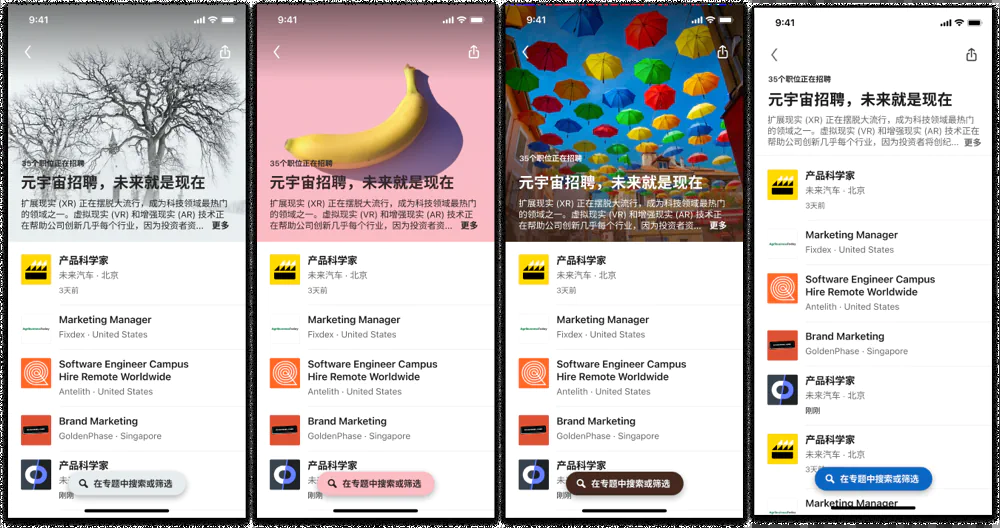 9:41
35个职位正在招聘
元宇宙招聘，未来就是现在
扩展现实 (XR) 正在摆脱大流行，成为科技领域最热门
的领域之一。虚拟现实 (VR) 和增强现实 (AR) 技术正
在帮助公司创新几乎每个行业，因为投资者资... 更多
产品科学家
未来汽车 · 北京
3天前
Marketing Manager
Fixdex · United States
Software Engineer Campus
Hire Remote Worldwide
Antelith · United States
Brand Marketing
GoldenPhase · Singapore
产品科学家
未
刚刚
在专题中搜索或筛选
9:41
35个职位正在招聘
元宇宙招聘，未来就是现在
扩展现实 (XR) 正在摆脱大流行，成为科技领域最热门
的领域之一。虚拟现实 (VR) 和增强现实 (AR) 技术正
在帮助公司创新几乎每个行业，因为投资者资... 更多
产品科学家
未来汽车 · 北京
3天前
Marketing Manager
Fixdex · United States
Software Engineer Campus
Hire Remote Worldwide
Antelith · United States
Brand Marketing
GoldenPhase · Singapore
产品科学家
未
刚刚
在专题中搜索或筛选
9:41
35个职位正在招聘
元宇宙招聘，未来就是现在
扩展现实 (XR) 正在摆脱大流行，成为科技领域最热门
的领域之一。虚拟现实 (VR) 和增强现实 (AR) 技术正
在帮助公司创新几乎每个行业，因为投资者资... 更多
产品科学家
未来汽车 · 北京
3天前
Marketing Manager
Fixdex · United States
Software Engineer Campus
Hire Remote Worldwide
Antelith · United States
Brand Marketing
GoldenPhase · Singapore
产品科学家
未
刚刚
在专题中搜索或筛选
9:41
35个职位正在招聘
元宇宙招聘，未来就是现在
扩展现实 (XR) 正在摆脱大流行，成为科技领域最热门
的领域之一。虚拟现实 (VR) 和增强现实 (AR) 技术正在
帮助公司创新几乎每个行业，因为投资者将创纪... 更多
产品科学家
未来汽车 · 北京
3天前
Marketing Manager
Fixdex · United States
Software Engineer Campus
Hire Remote Worldwide
Antelith · United States
Brand Marketing
GoldenPhase · Singapore
产品科学家
未来汽车 · 北京
刚刚
产品科学家
未来汽车 · 北京
3天
在专题中搜索或筛选
Marketing Manager